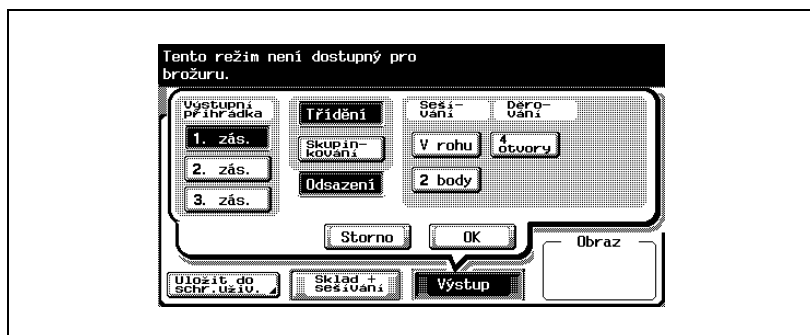 Tento režim není dostupný pro
brožuru.
Výstupní
přihrádka
1. zás.
2. zás.
3. zás.
Třídění
Skupin-
kování
Odsazení
Seší-
vání
V rohu
2 body
Děro-
vání
4
otvory
Storno
OK
Obraz
Uložit do
schr.uživ.
Sklad +
sešívání
Výstup